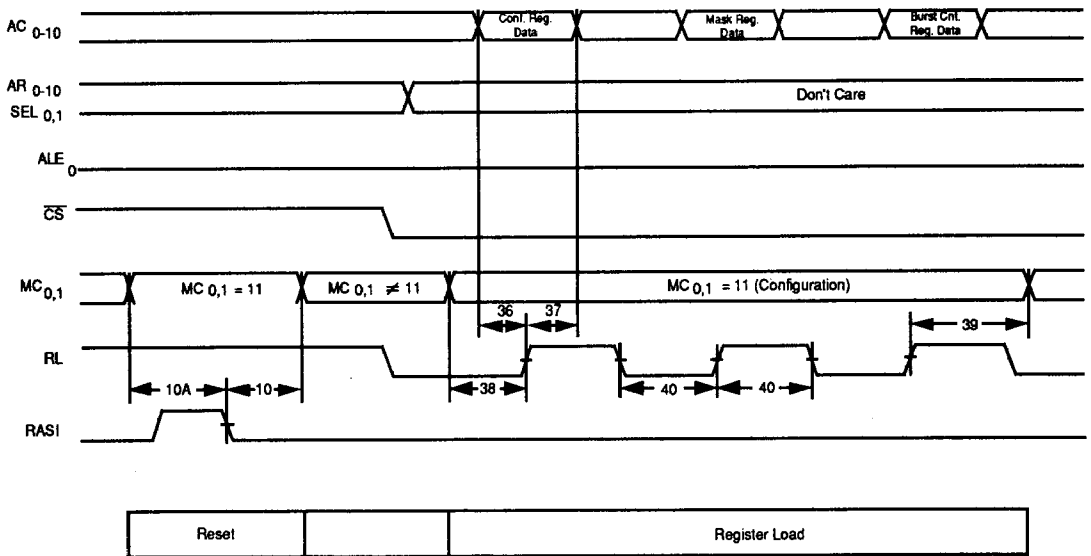 AC 0-10
Conf. Reg. Data
Mask Reg. Data
Burst Cnt. Reg. Data
AR 0-10
SEL 0,1
Don't Care
ALE 0
CS
MC 0,1
MC 0,1 = 11
MC 0,1 ≠ 11
MC 0,1 = 11 (Configuration)
36
37
39
RL
10A
10
38
40
40
RASI
Reset
Register Load